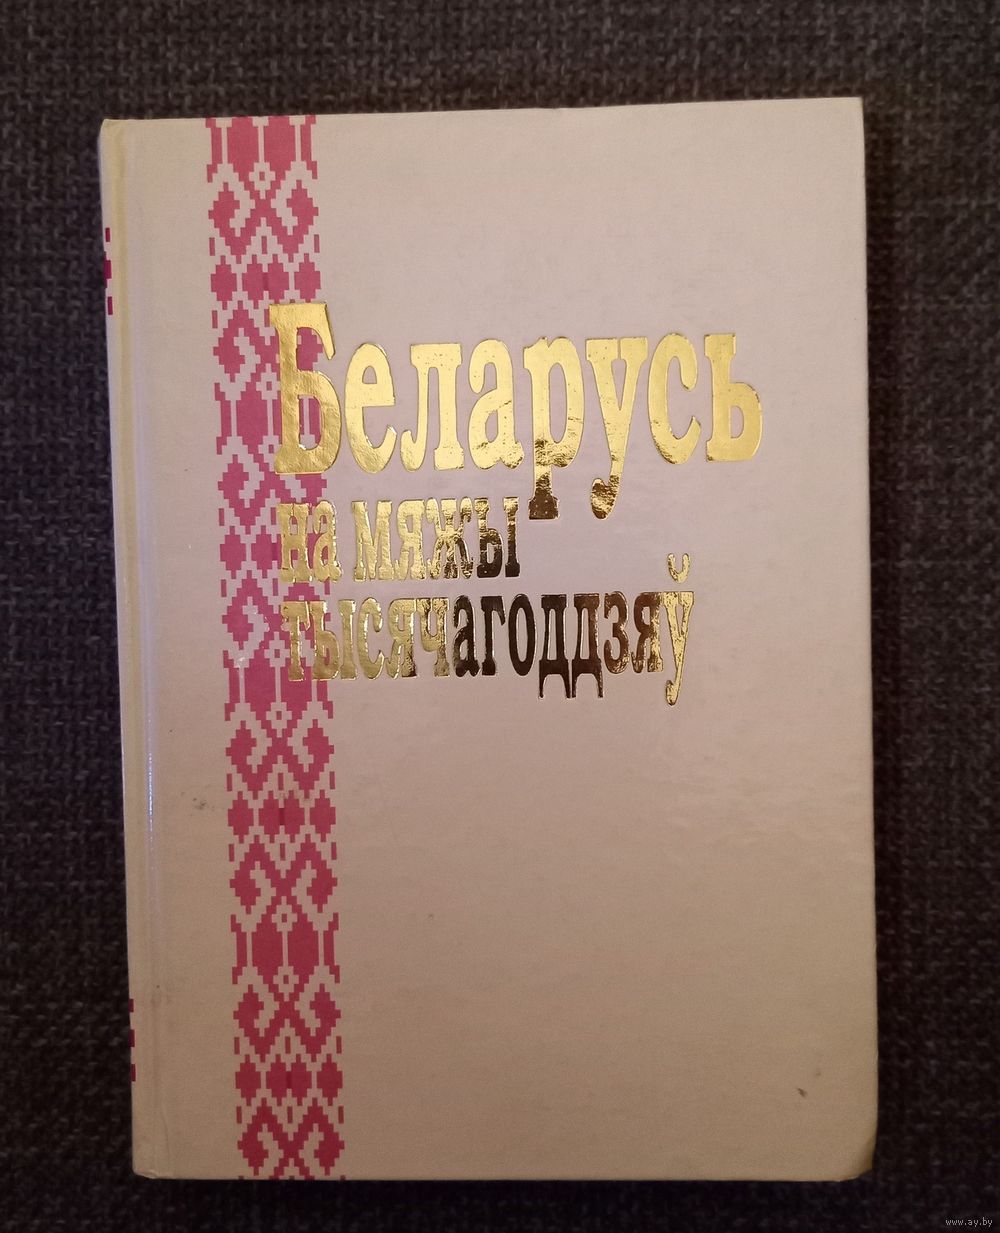 Беларусь
на мяжы
тысячагоддзяў
www.ay.by